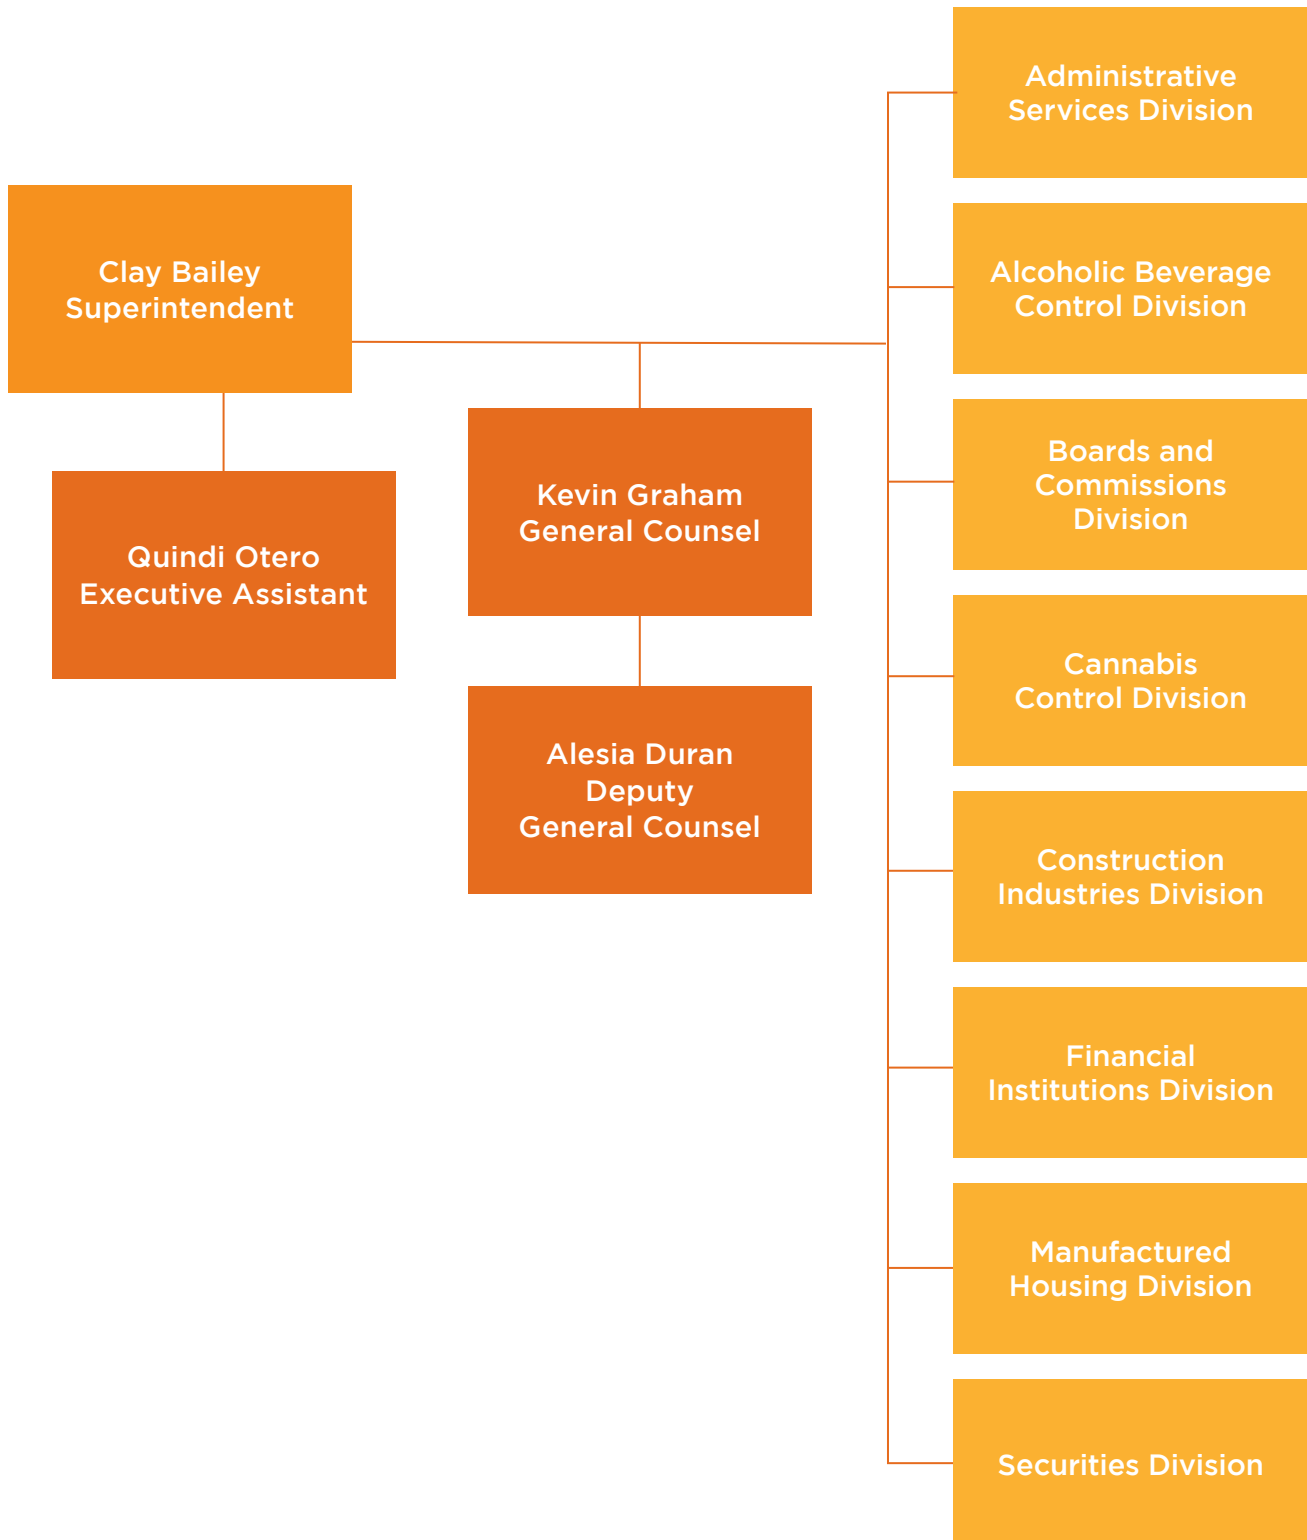 Clay Bailey
Superintendent
Quindi Otero
Executive Assistant
Kevin Graham
General Counsel
Alesia Duran
Deputy
General Counsel
Administrative
Services Division
Alcoholic Beverage
Control Division
Boards and
Commissions
Division
Cannabis
Control Division
Construction
Industries Division
Financial
Institutions Division
Manufactured
Housing Division
Securities Division